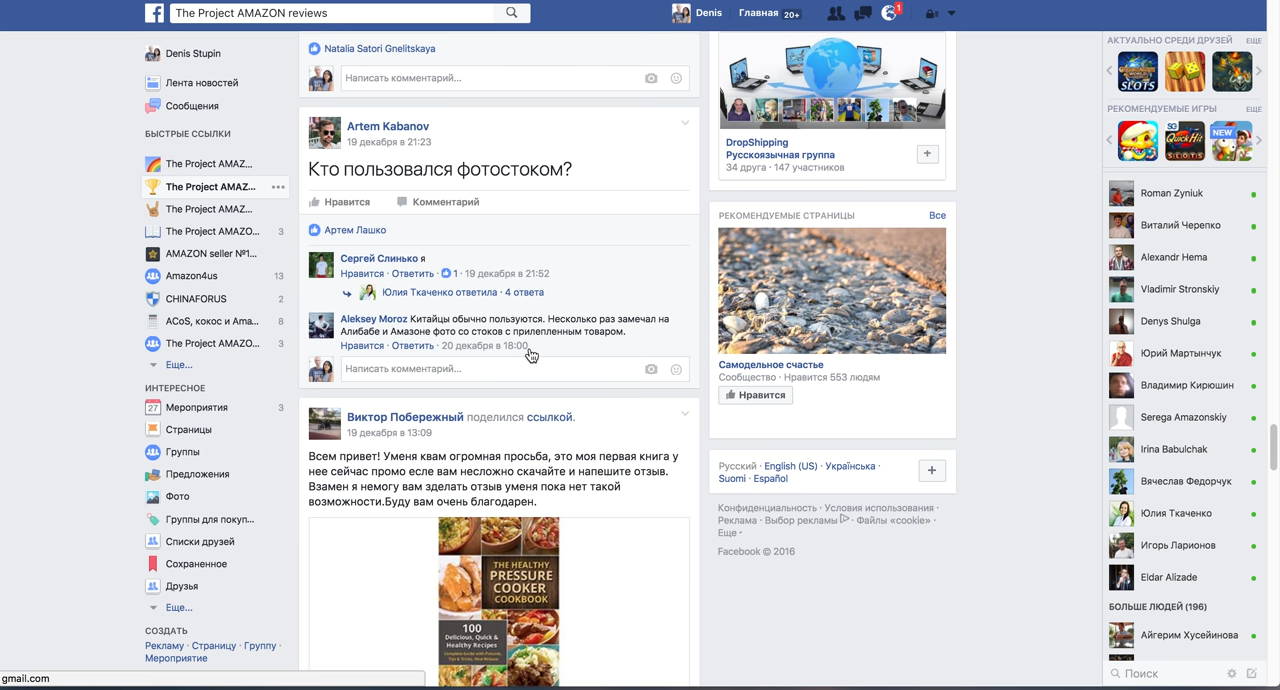 The Project AMAZON reviews
Denis
Главная 20+
1
Denis Stupin
Лента новостей
Сообщения
БЫСТРЫЕ ССЫЛКИ
The Project AMAZ...
The Project AMAZ...
The Project AMAZ...
The Project AMAZO... 3
AMAZON seller №1...
Amazon4us 13
CHINAFORUS 2
ACoS, кокос и Ama... 8
The Project AMAZO... 3
Еще...
ИНТЕРЕСНОЕ
27 Мероприятия 3
Страницы
Группы
Предложения
Фото
Группы для покуп...
Списки друзей
Сохраненное
Друзья
Еще...
СОЗДАТЬ
Рекламу · Страницу · Группу ·
Мероприятие
gmail.com
Natalia Satori Gnelitskaya
Написать комментарий...
Artem Kabanov
19 декабря в 21:23
Кто пользовался фотостоком?
Нравится Комментарий
Артем Лашко
Сергей Слинько я
Нравится · Ответить · 1 · 19 декабря в 21:52
Юлия Ткаченко ответила · 4 ответа
Aleksey Moroz Китайцы обычно пользуются. Несколько раз замечал на
Алибабе и Амазоне фото со стоков с прилепленным товаром.
Нравится · Ответить · 20 декабря в 18:00
Написать комментарий...
Виктор Побережный поделился ссылкой.
19 декабря в 13:09
Всем привет! Уменя квам огромная просьба, это моя первая книга у
нее сейчас промо есле вам несложно скачайте и напешите отзыв.
Взамен я немогу вам зделать отзыв уменя пока нет такой
возможности.Буду вам очень благодарен.
THE HEALTHY
PRESSURE
COOKER
COOKBOOK
100
Delicious, Quick &
Healthy Recipes
DropShipping
Русскоязычная группа
34 друга · 147 участников
РЕКОМЕНДУЕМЫЕ СТРАНИЦЫ Все
Самодельное счастье
Сообщество · Нравится 553 людям
Нравится
Русский · English (US) · Українська ·
Suomi · Español
Конфиденциальность · Условия использования ·
Реклама · Выбор рекламы · Файлы «cookie» ·
Еще
Facebook © 2016
АКТУАЛЬНО СРЕДИ ДРУЗЕЙ ЕЩЕ
SLOTS
РЕКОМЕНДУЕМЫЕ ИГРЫ ЕЩЕ
SG
Quick Hit
SLOTS
NEW
Roman Zyniuk
Виталий Черепко
Alexandr Hema
Vladimir Stronskiy
Denys Shulga
Юрий Мартынчук
Владимир Кирюшин
Serega Amazonskiy
Irina Babulchak
Вячеслав Федорчук
Юлия Ткаченко
Игорь Ларионов
Eldar Alizade
БОЛЬШЕ ЛЮДЕЙ (196)
Айгерим Хусейинова
Поиск